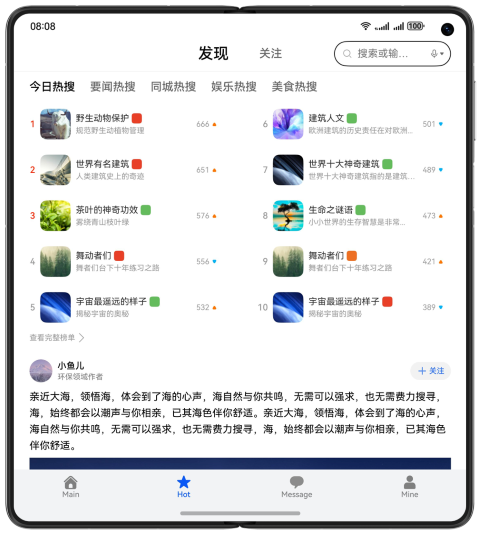 08:08
100
发现 关注 搜索或输...
今日热搜 要闻热搜 同城热搜 娱乐热搜 美食热搜
1 野生动物保护 666
规范野生动植物管理
6 建筑人文 501
欧洲建筑的历史责任在对欧洲...
2 世界有名建筑 651
人类建筑史上的奇迹
7 世界十大神奇建筑 489
世界十大神奇建筑指的是建筑...
3 茶叶的神奇功效 576
雾绕青山枝叶绿
8 生命之谜语 473
小小世界的生存智慧是非常...
4 舞动者们 556
舞者们台下十年练习之路
9 舞动者们 421
舞者们台下十年练习之路
5 宇宙最遥远的样子 532
揭秘宇宙的奥秘
10 宇宙最遥远的样子 389
揭秘宇宙的奥秘
查看完整榜单
小鱼儿
环保领域作者
+ 关注
亲近大海，领悟海，体会到了海的心声，海自然与你共鸣，无需可以强求，也无需费力搜寻，
海，始终都会以潮声与你相亲，已其海色伴你舒适。亲近大海，领悟海，体会到了海的心声，
海自然与你共鸣，无需可以强求，也无需费力搜寻，海，始终都会以潮声与你相亲，已其海色
伴你舒适。
Main Hot Message Mine